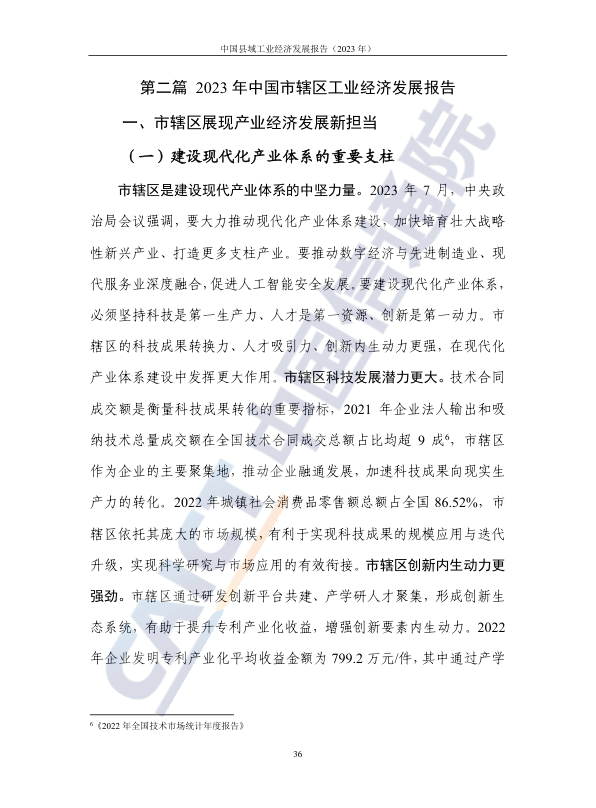 中国县域工业经济发展报告（2023 年）
第二篇 2023 年中国市辖区工业经济发展报告
一、市辖区展现产业经济发展新担当
（一）建设现代化产业体系的重要支柱
市辖区是建设现代产业体系的中坚力量。2023 年 7 月，中央政
治局会议强调，要大力推动现代化产业体系建设，加快培育壮大战略
性新兴产业、打造更多支柱产业。要推动数字经济与先进制造业、现
代服务业深度融合，促进人工智能安全发展。要建设现代化产业体系，
必须坚持科技是第一生产力、人才是第一资源、创新是第一动力。市
辖区的科技成果转换力、人才吸引力、创新内生动力更强，在现代化
产业体系建设中发挥更大作用。市辖区科技发展潜力更大。技术合同
成交额是衡量科技成果转化的重要指标，2021 年企业法人输出和吸
纳技术总量成交额在全国技术合同成交总额占比均超 9 成⁶，市辖区
作为企业的主要聚集地，推动企业融通发展，加速科技成果向现实生
产力的转化。2022 年城镇社会消费品零售额总额占全国 86.52%，市
辖区依托其庞大的市场规模，有利于实现科技成果的规模应用与迭代
升级，实现科学研究与市场应用的有效衔接。市辖区创新内生动力更
强劲。市辖区通过研发创新平台共建、产学研人才聚集，形成创新生
态系统，有助于提升专利产业化收益，增强创新要素内生动力。2022
年企业发明专利产业化平均收益金额为 799.2 万元/件，其中通过产学
⁶《2022 年全国技术市场统计年度报告》
36
CAICT 中国信通院